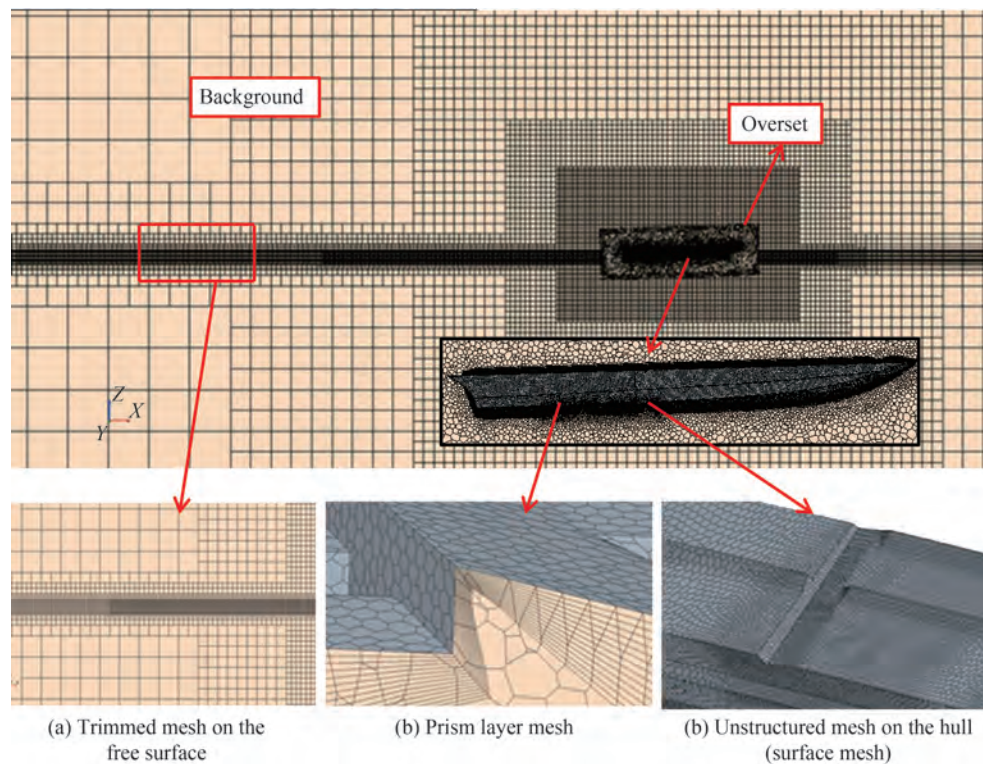 Background
Overset
Z
X
Y
(a) Trimmed mesh on the
free surface
(b) Prism layer mesh
(b) Unstructured mesh on the hull
(surface mesh)